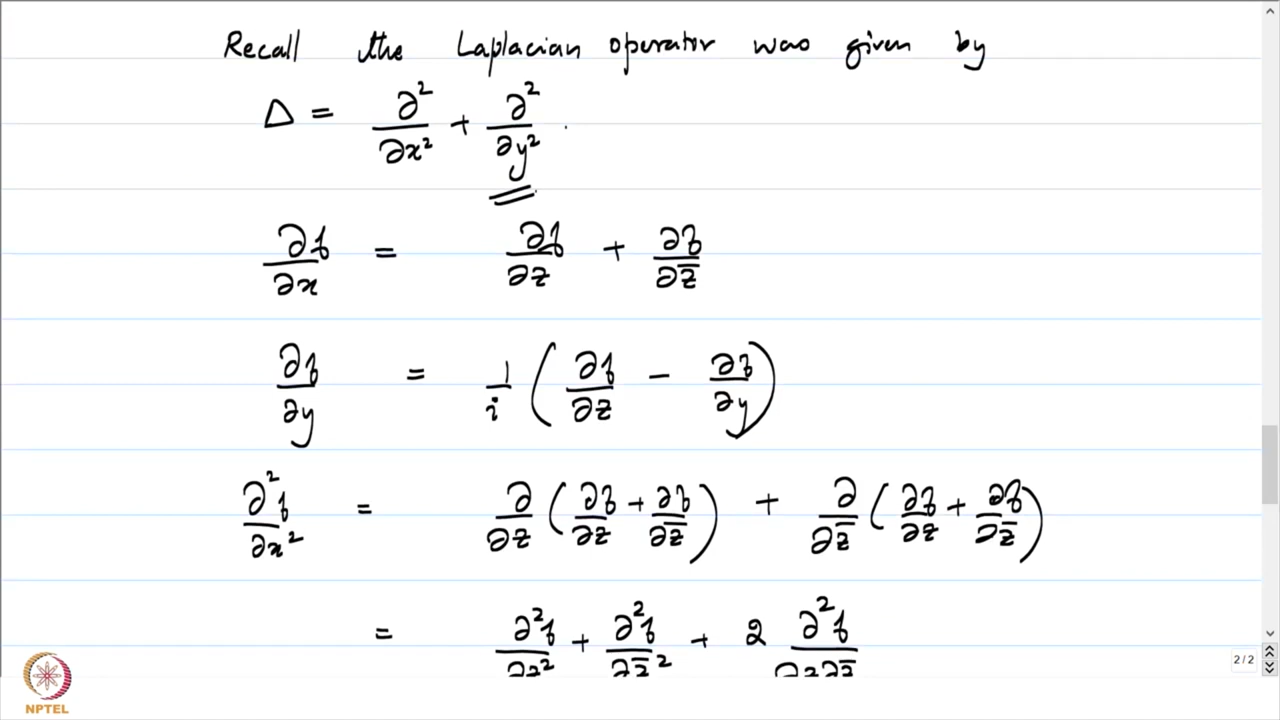 Recall the Laplacian operator was given by
Δ = ∂²/∂x² + ∂²/∂y² .
∂f/∂x = ∂f/∂z + ∂f/∂z̄
∂f/∂y = 1/i ( ∂f/∂z − ∂f/∂y )
∂²f/∂x² = ∂/∂z ( ∂f/∂z + ∂f/∂z̄ ) + ∂/∂z̄ ( ∂f/∂z + ∂f/∂z̄ )
= ∂²f/∂z² + ∂²f/∂z̄² + 2 ∂²f/∂z∂z̄
2 / 2
NPTEL